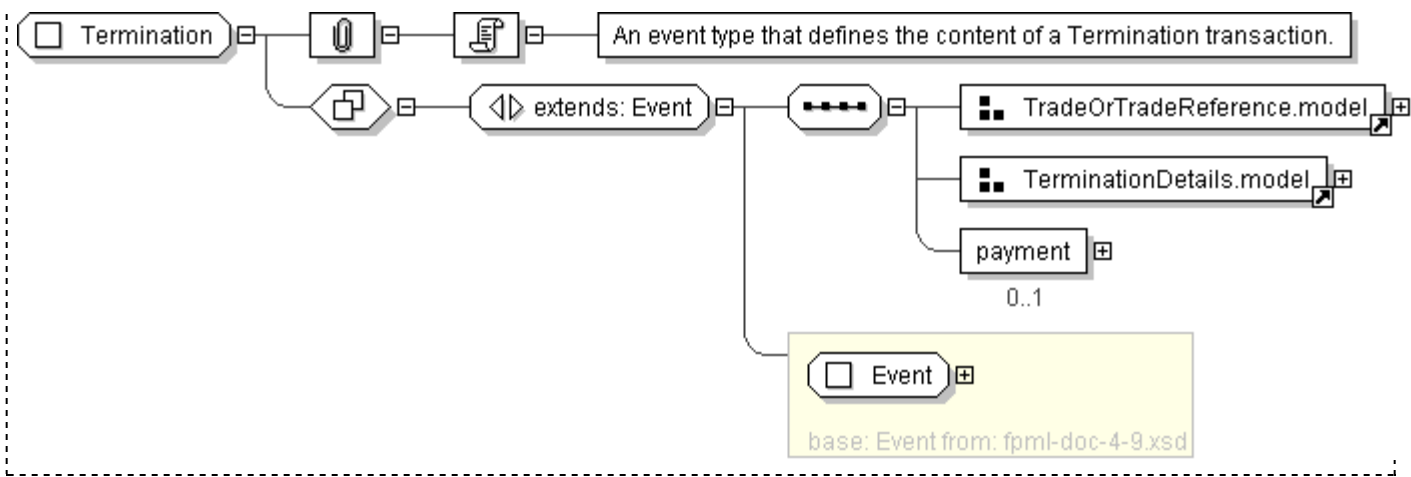 Termination
An event type that defines the content of a Termination transaction.
extends: Event
TradeOrTradeReference.model
TerminationDetails.model
payment
0..1
Event
base: Event from: fpml-doc-4-9.xsd